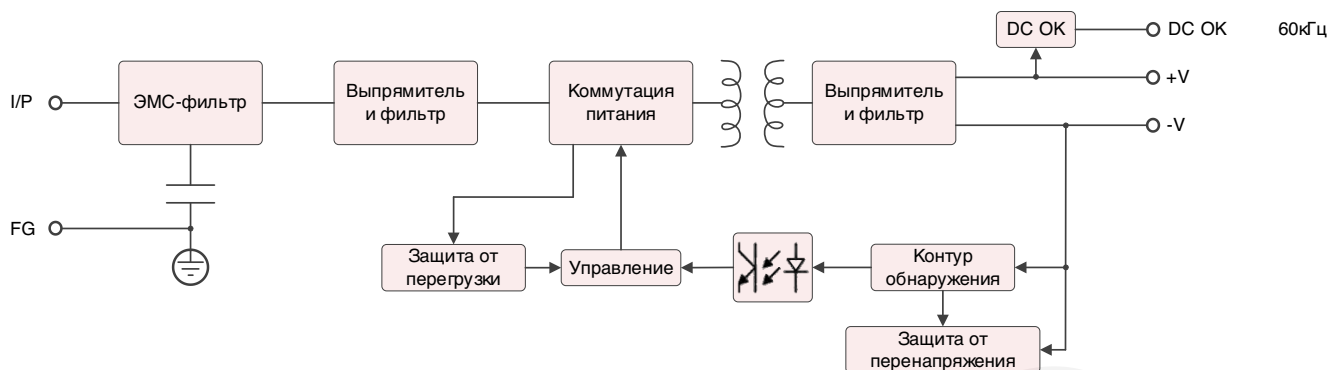 DC OK
DC OK
60кГц
I/P
ЭМС-фильтр
Выпрямитель
и фильтр
Коммутация
питания
Выпрямитель
и фильтр
+V
-V
FG
Защита от
перегрузки
Управление
Контур
обнаружения
Защита от
перенапряжения